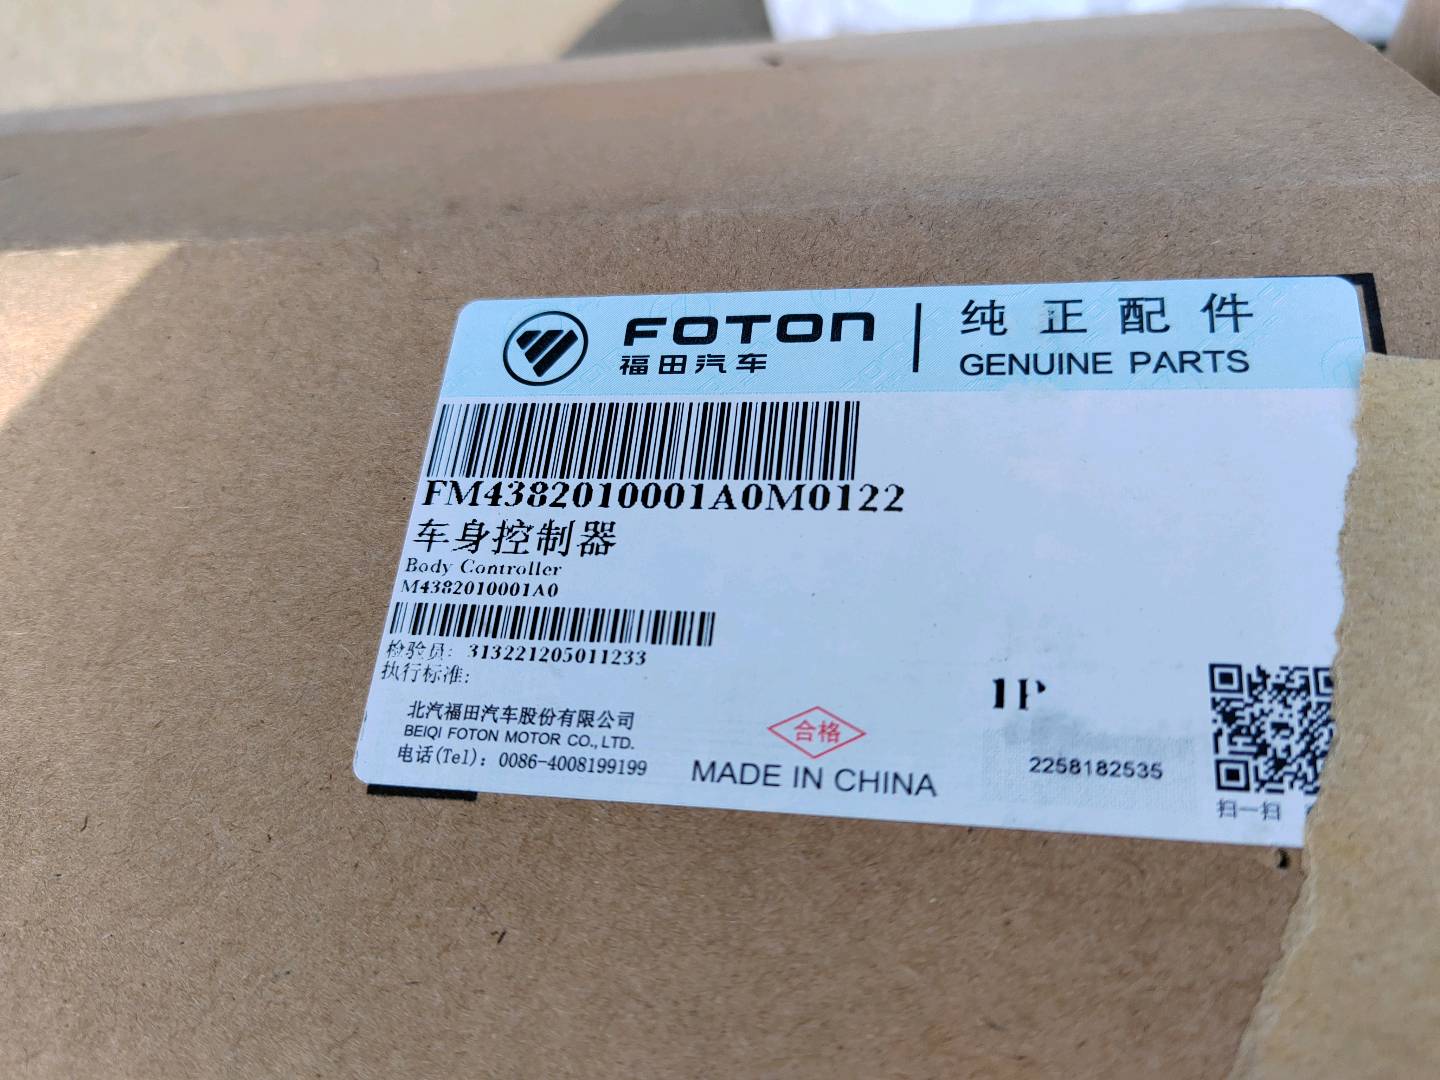 FOTON
福田汽车
纯正配件
GENUINE PARTS
FM4382010001A0M0122
车身控制器
Body Controller
M4382010001A0
检验员: 313221205011233
执行标准:
北汽福田汽车股份有限公司
BEIQI FOTON MOTOR CO., LTD.
电话(Tel): 0086-4008199199
合格
MADE IN CHINA
1P
2258182535
扫一扫